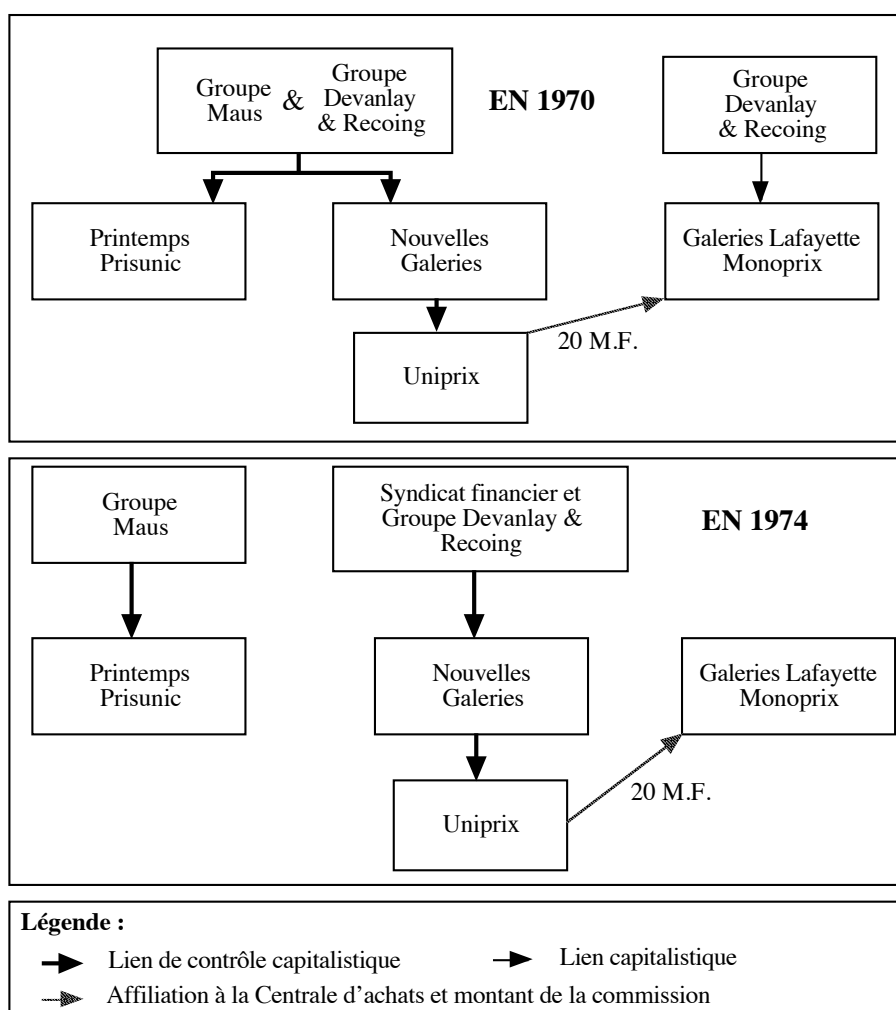 Groupe
Maus
&
Groupe
Devanlay
& Recoing
EN 1970
Groupe
Devanlay
& Recoing
Printemps
Prisunic
Nouvelles
Galeries
Galeries Lafayette
Monoprix
20 M.F.
Uniprix
Groupe
Maus
Syndicat financier et
Groupe Devanlay &
Recoing
EN 1974
Printemps
Prisunic
Nouvelles
Galeries
Galeries Lafayette
Monoprix
20 M.F.
Uniprix
Légende :
Lien de contrôle capitalistique
Lien capitalistique
Affiliation à la Centrale d'achats et montant de la commission